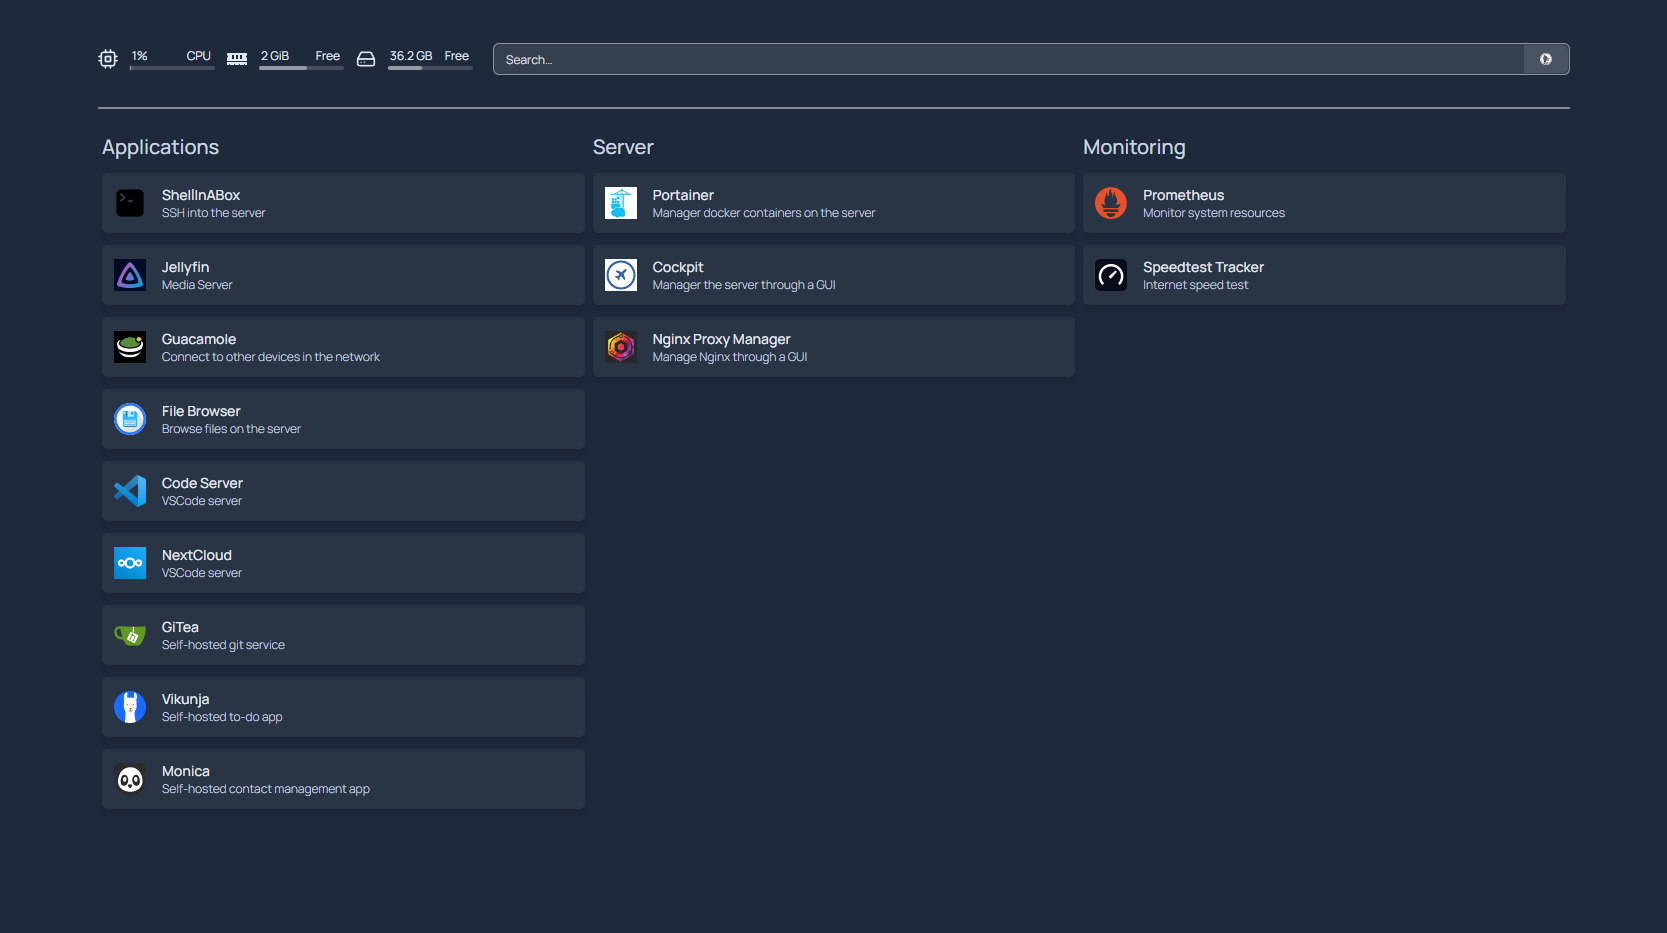 1% CPU
2 GiB Free
36.2 GB Free
Search...
Applications
ShellInABox
SSH into the server
Jellyfin
Media Server
Guacamole
Connect to other devices in the network
File Browser
Browse files on the server
Code Server
VSCode server
NextCloud
VSCode server
GiTea
Self-hosted git service
Vikunja
Self-hosted to-do app
Monica
Self-hosted contact management app
Server
Portainer
Manager docker containers on the server
Cockpit
Manager the server through a GUI
Nginx Proxy Manager
Manage Nginx through a GUI
Monitoring
Prometheus
Monitor system resources
Speedtest Tracker
Internet speed test